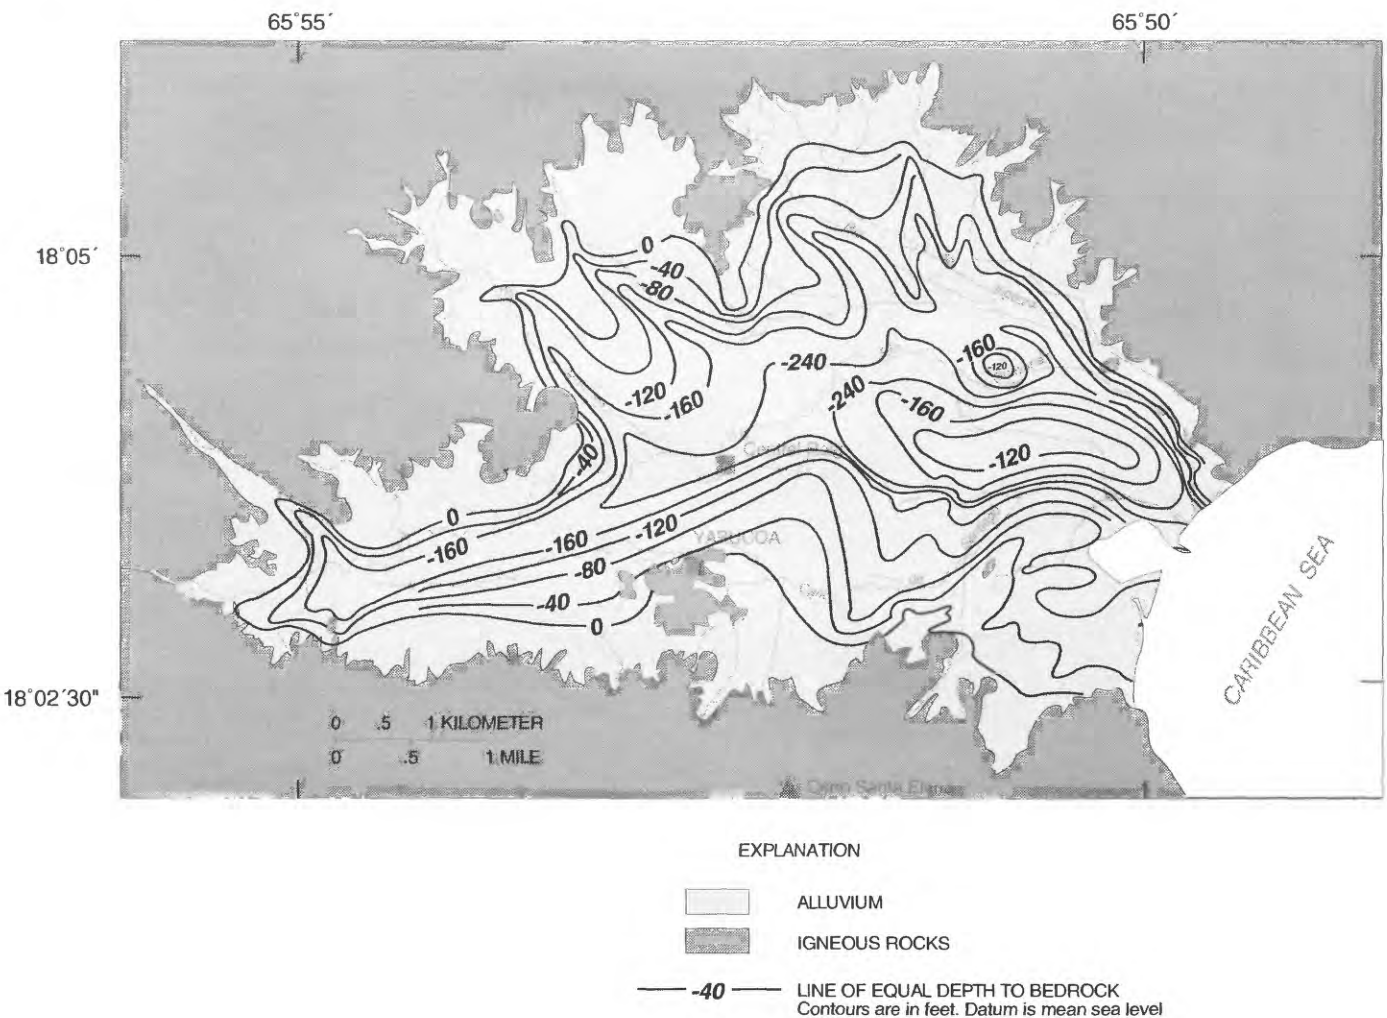 65°55′
65°50′
18°05′
18°02′30"
0
-40
-80
-120
-160
-240
-240
-160
-160
-120
-120
-40
0
-160
-160
-120
-80
-40
0
YABUCOA
CARIBBEAN SEA
0 .5 1 KILOMETER
0 .5 1 MILE
EXPLANATION
ALLUVIUM
IGNEOUS ROCKS
-40
LINE OF EQUAL DEPTH TO BEDROCK
Contours are in feet. Datum is mean sea level